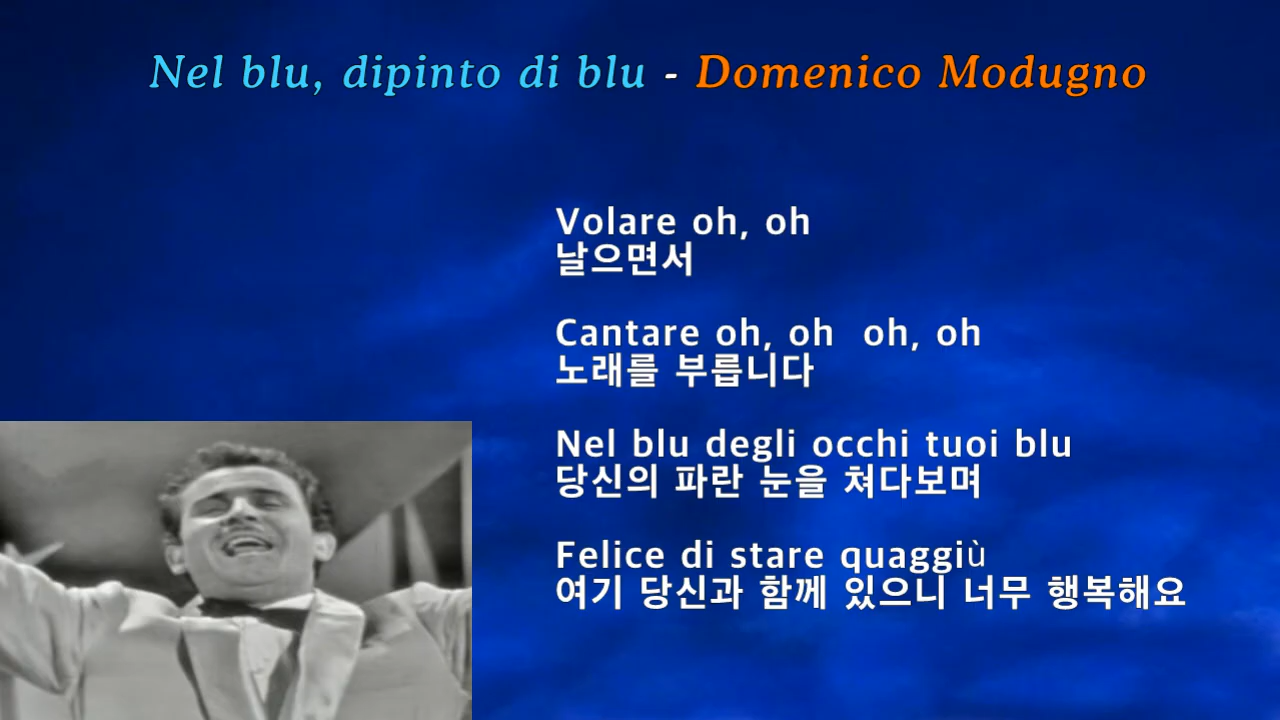 Nel blu, dipinto di blu - Domenico Modugno
Volare oh, oh
날으면서
Cantare oh, oh  oh, oh
노래를 부릅니다
Nel blu degli occhi tuoi blu
당신의 파란 눈을 쳐다보며
Felice di stare quaggiù
여기 당신과 함께 있으니 너무 행복해요